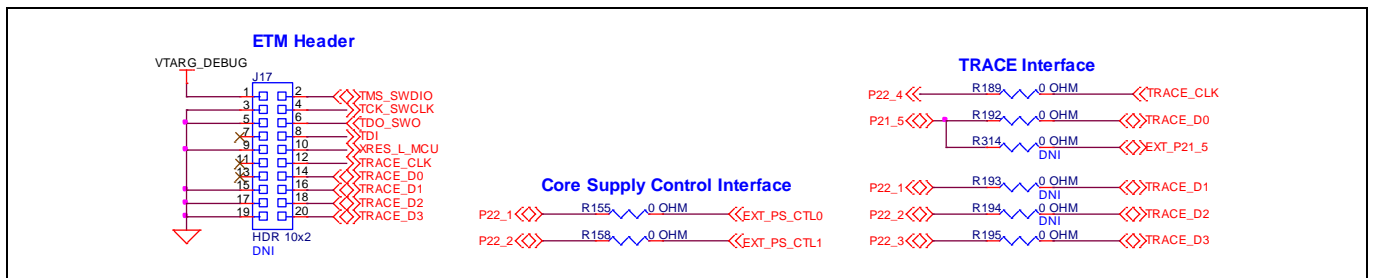 ETM Header
VTARG_DEBUG
J17
1 2 TMS_SWDIO
3 4 TCK_SWCLK
5 6 TDO_SWO
7 8 TDI
9 10 XRES_L_MCU
11 12 TRACE_CLK
13 14 TRACE_D0
15 16 TRACE_D1
17 18 TRACE_D2
19 20 TRACE_D3
HDR 10x2
DNI
Core Supply Control Interface
P22_1 R155 0 OHM EXT_PS_CTL0
P22_2 R158 0 OHM EXT_PS_CTL1
TRACE Interface
P22_4 R189 0 OHM TRACE_CLK
P21_5 R192 0 OHM TRACE_D0
R314 0 OHM EXT_P21_5
DNI
P22_1 R193 0 OHM TRACE_D1
DNI
P22_2 R194 0 OHM TRACE_D2
DNI
P22_3 R195 0 OHM TRACE_D3